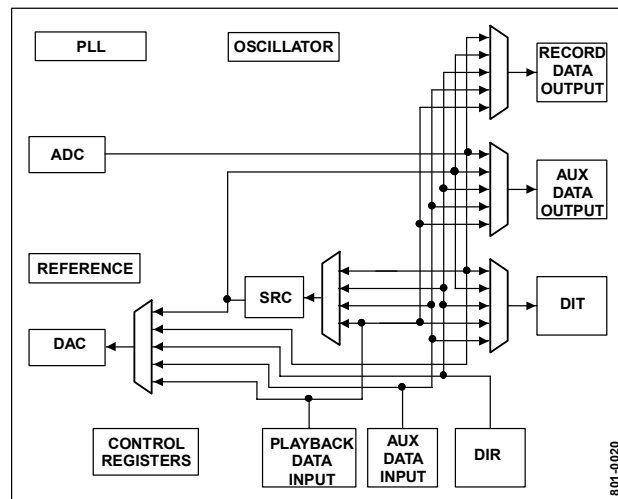 PLL
OSCILLATOR
RECORD
DATA
OUTPUT
ADC
AUX
DATA
OUTPUT
REFERENCE
SRC
DIT
DAC
CONTROL
REGISTERS
PLAYBACK
DATA
INPUT
AUX
DATA
INPUT
DIR
801-0020